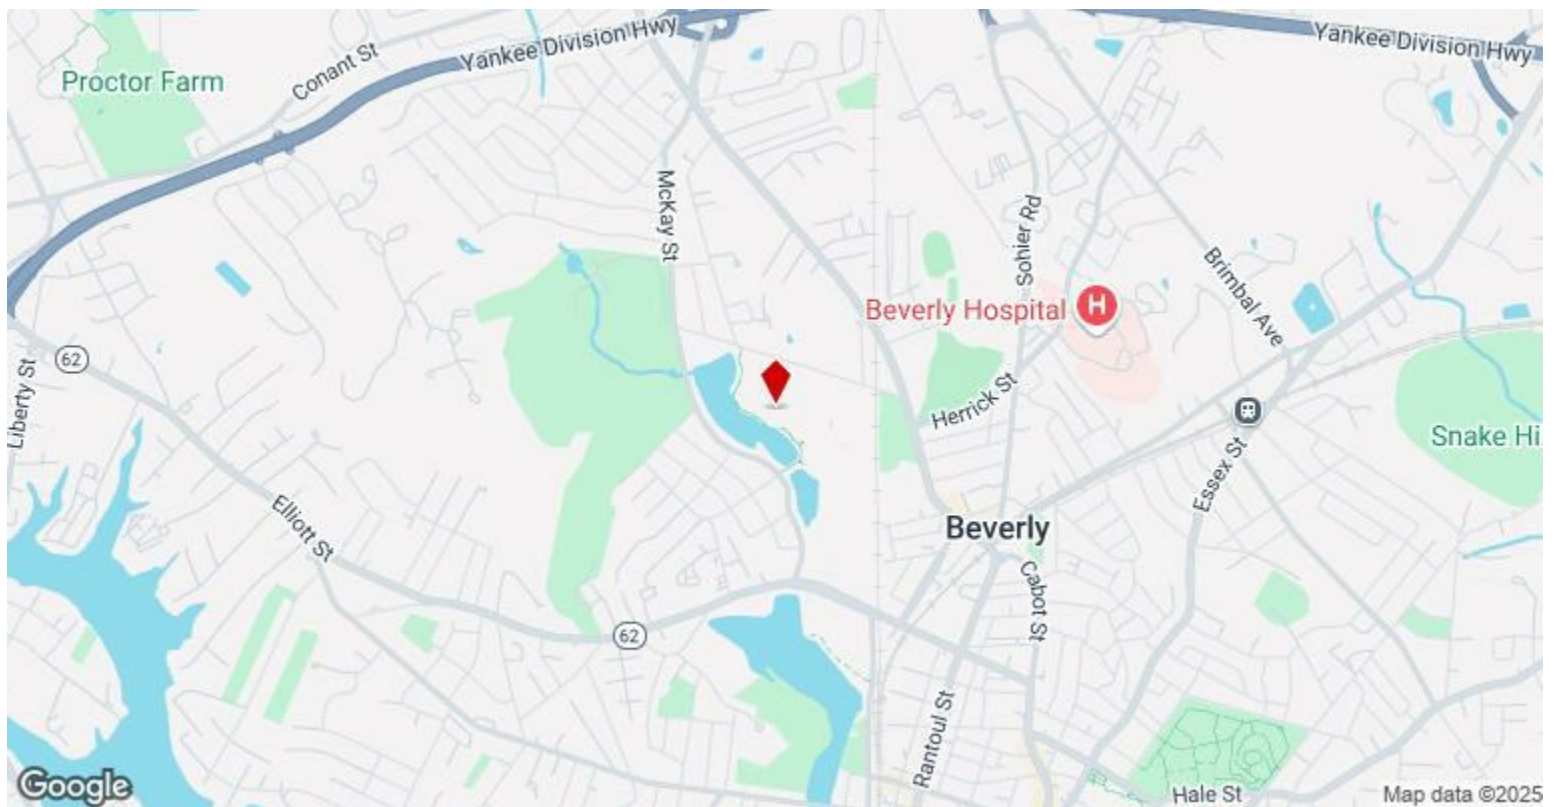 Yankee Division Hwy
Yankee Division Hwy
Conant St
Proctor Farm
McKay St
Sohier Rd
Brimbal Ave
Beverly Hospital
H
62
Liberty St
Herrick St
Snake Hi
Essex St
Elliott St
Beverly
Cabot St
62
Rantoul St
Google
Hale St
Map data ©2025